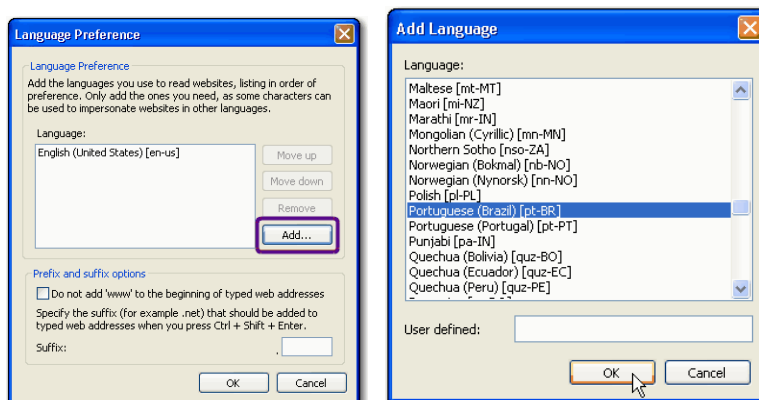 Language Preference
Language Preference
Add the languages you use to read websites, listing in order of
preference. Only add the ones you need, as some characters can
be used to impersonate websites in other languages.
Language:
English (United States) [en-us]
Move up
Move down
Remove
Add...
Prefix and suffix options
Do not add 'www' to the beginning of typed web addresses
Specify the suffix (for example .net) that should be added to
typed web addresses when you press Ctrl + Shift + Enter.
Suffix:
.
OK
Cancel
Add Language
Language:
Maltese [mt-MT]
Maori [mi-NZ]
Marathi [mr-IN]
Mongolian (Cyrillic) [mn-MN]
Northern Sotho [nso-ZA]
Norwegian (Bokmal) [nb-NO]
Norwegian (Nynorsk) [nn-NO]
Polish [pl-PL]
Portuguese (Brazil) [pt-BR]
Portuguese (Portugal) [pt-PT]
Punjabi [pa-IN]
Quechua (Bolivia) [quz-BO]
Quechua (Ecuador) [quz-EC]
Quechua (Peru) [quz-PE]
User defined:
OK
Cancel